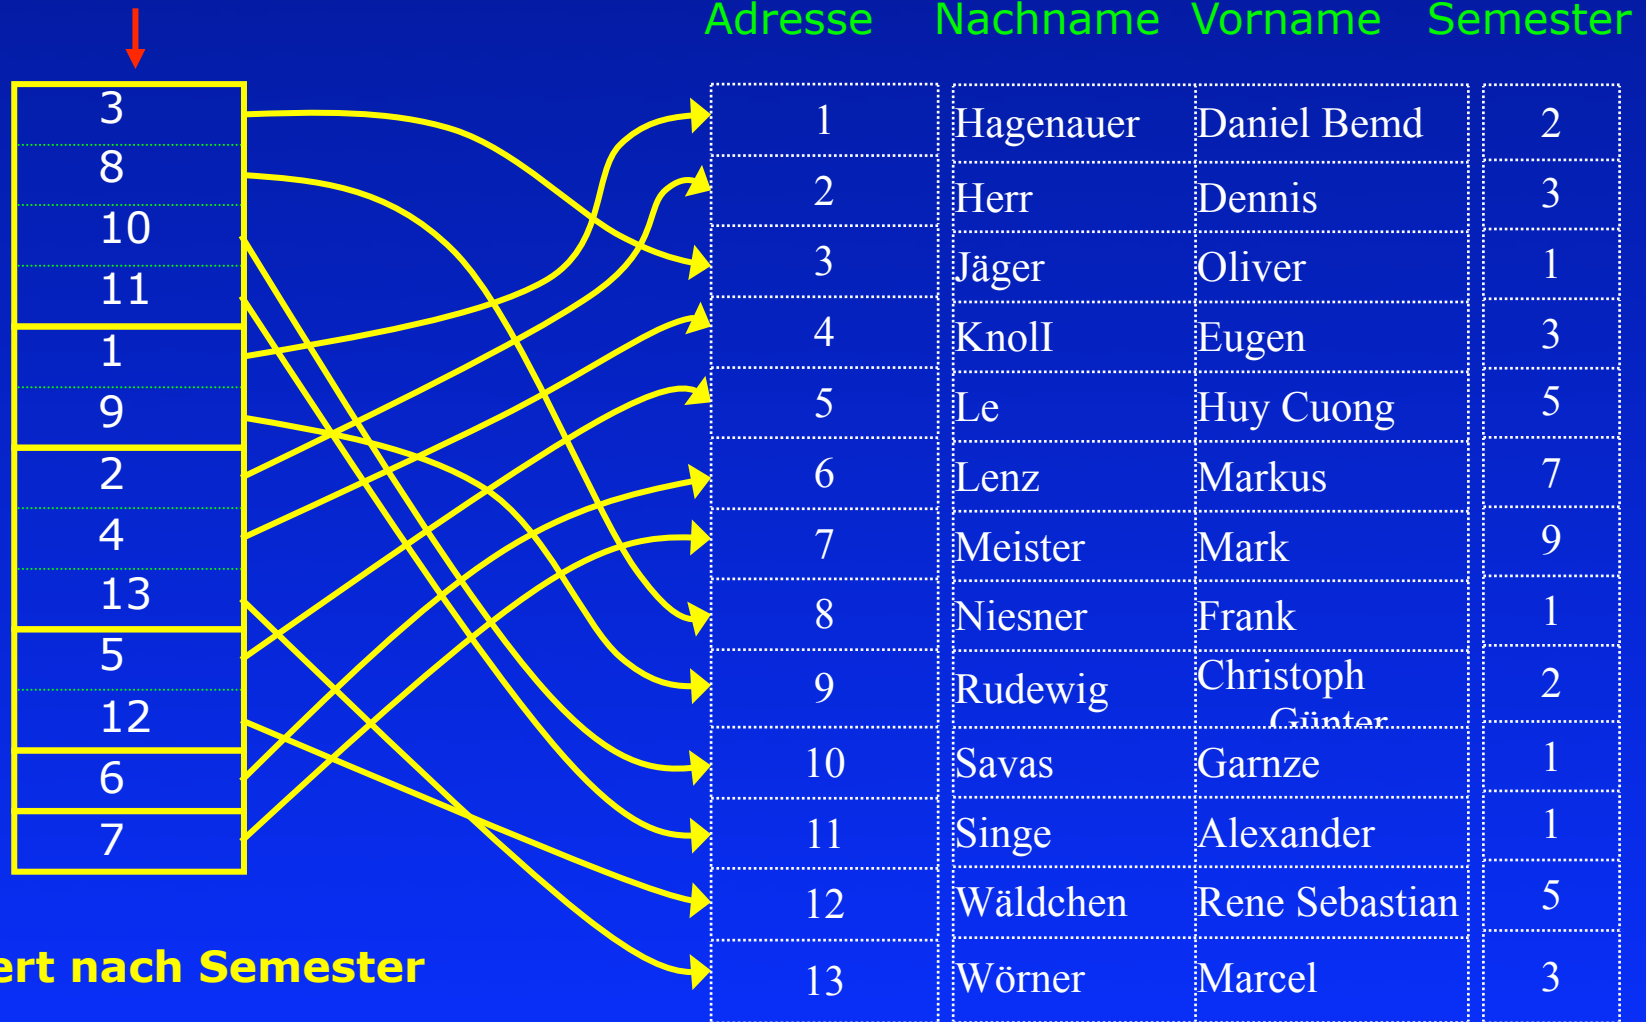 Adresse Nachname Vorname Semester
3
8
10
11
1
9
2
4
13
5
12
6
7
1 Hagenauer Daniel Bemd 2
2 Herr Dennis 3
3 Jäger Oliver 1
4 KnolI Eugen 3
5 Le Huy Cuong 5
6 Lenz Markus 7
7 Meister Mark 9
8 Niesner Frank 1
9 Rudewig Christoph 2
Günter
10 Savas Garnze 1
11 Singe Alexander 1
12 Wäldchen Rene Sebastian 5
13 Wörner Marcel 3
ert nach Semester